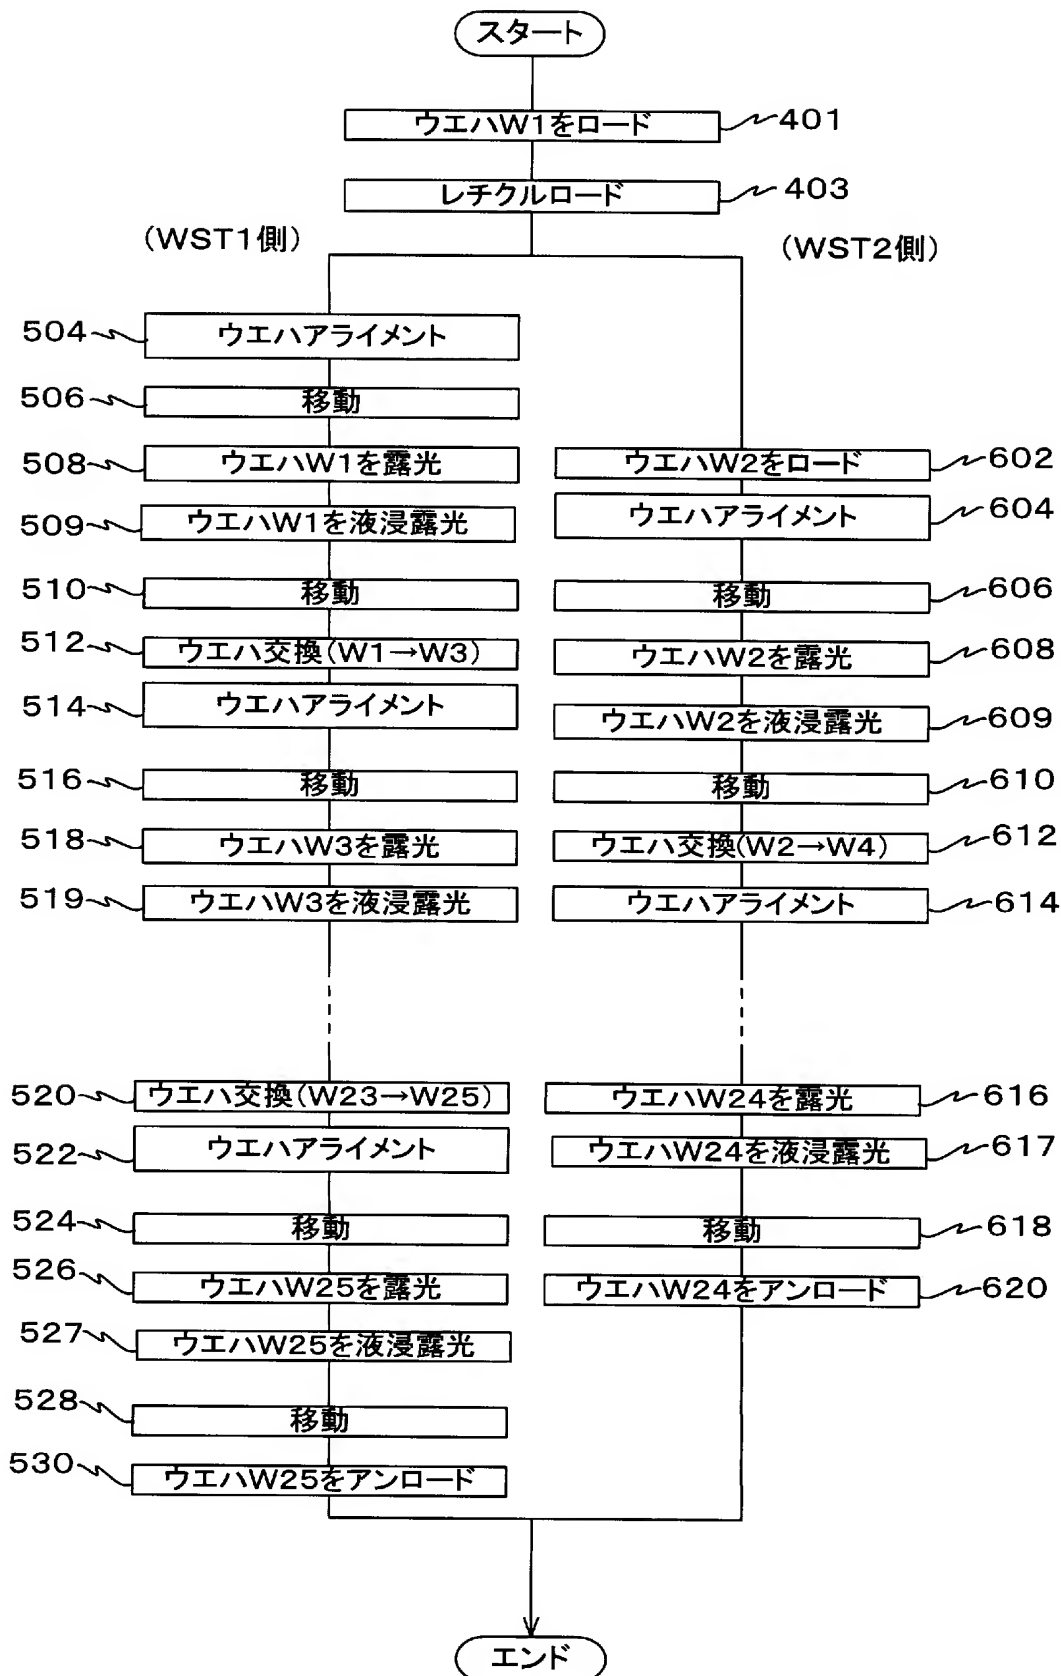 スタート
ウエハW1をロード 401
レチクルロード 403
(WST1側)
(WST2側)
504 ウエハアライメント
506 移動
508 ウエハW1を露光
509 ウエハW1を液浸露光
510 移動
512 ウエハ交換(W1→W3)
514 ウエハアライメント
516 移動
518 ウエハW3を露光
519 ウエハW3を液浸露光
520 ウエハ交換(W23→W25)
522 ウエハアライメント
524 移動
526 ウエハW25を露光
527 ウエハW25を液浸露光
528 移動
530 ウエハW25をアンロード
ウエハW2をロード 602
ウエハアライメント 604
移動 606
ウエハW2を露光 608
ウエハW2を液浸露光 609
移動 610
ウエハ交換(W2→W4) 612
ウエハアライメント 614
ウエハW24を露光 616
ウエハW24を液浸露光 617
移動 618
ウエハW24をアンロード 620
エンド